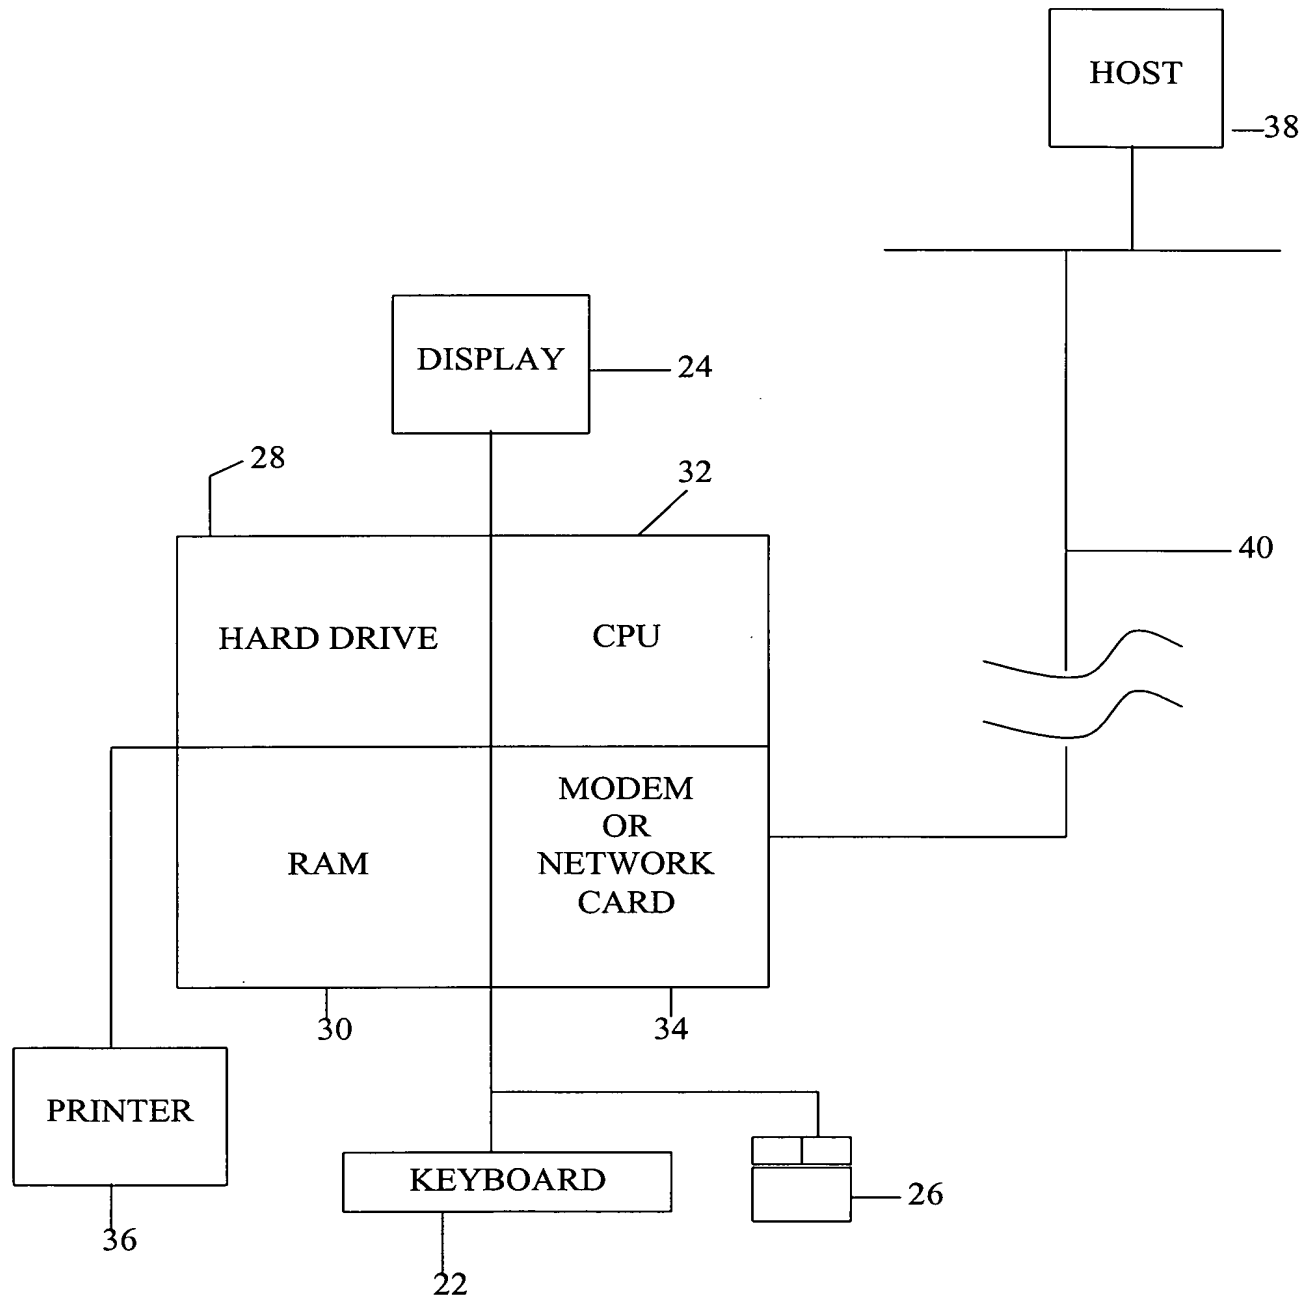 HOST
38
DISPLAY
24
28
32
40
HARD DRIVE
CPU
MODEM
OR
NETWORK
CARD
RAM
30
34
PRINTER
KEYBOARD
26
36
22